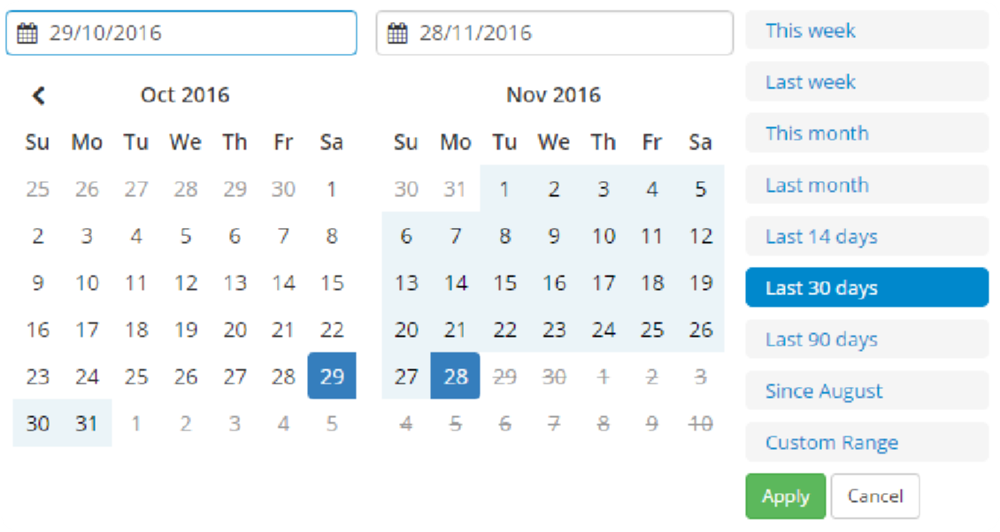 29/10/2016
28/11/2016
Oct 2016
Su Mo Tu We Th Fr Sa
25 26 27 28 29 30 1
2 3 4 5 6 7 8
9 10 11 12 13 14 15
16 17 18 19 20 21 22
23 24 25 26 27 28 29
30 31 1 2 3 4 5
Nov 2016
Su Mo Tu We Th Fr Sa
30 31 1 2 3 4 5
6 7 8 9 10 11 12
13 14 15 16 17 18 19
20 21 22 23 24 25 26
27 28 29 30 1 2 3
4 5 6 7 8 9 10
This week
Last week
This month
Last month
Last 14 days
Last 30 days
Last 90 days
Since August
Custom Range
Apply Cancel